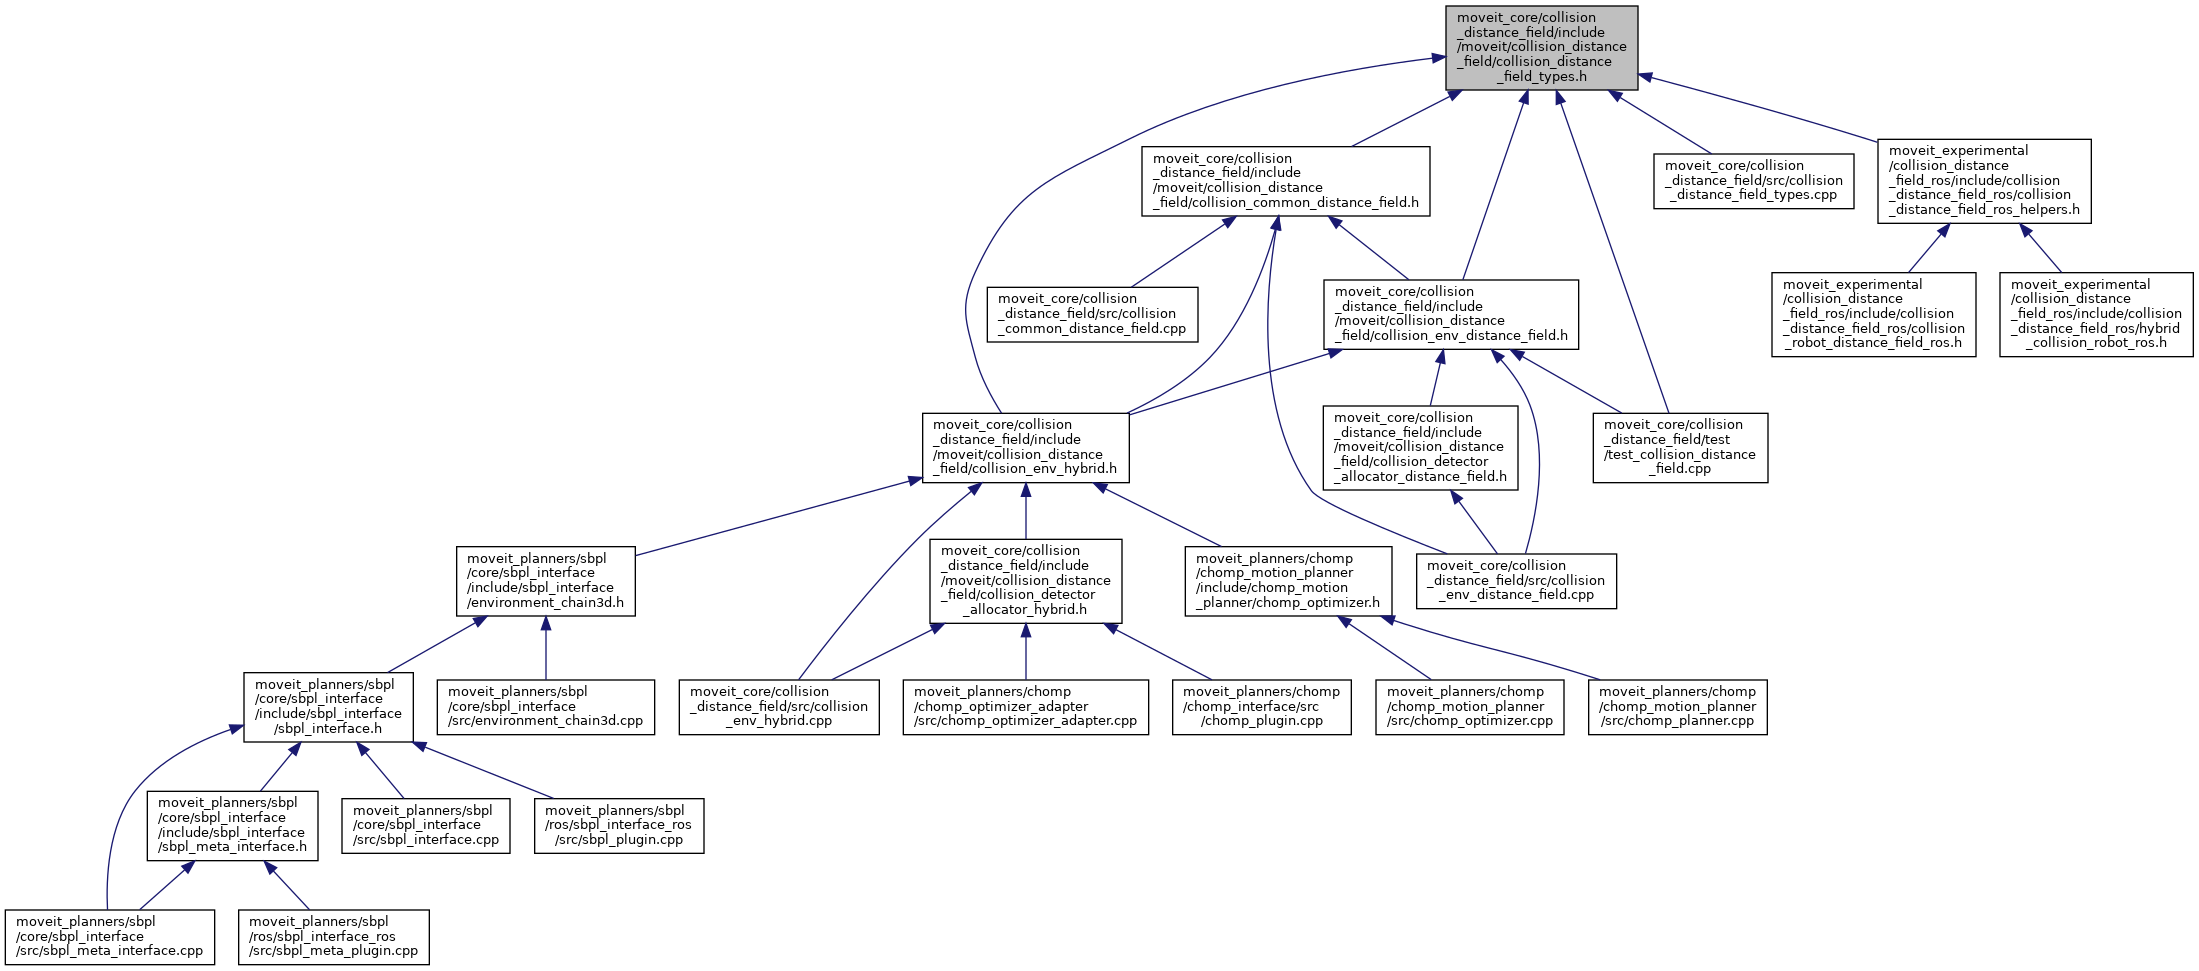 moveit_core/collision
_distance_field/include
/moveit/collision_distance
_field/collision_distance
_field_types.h
moveit_core/collision
_distance_field/include
/moveit/collision_distance
_field/collision_common_distance_field.h
moveit_core/collision
_distance_field/src/collision
_distance_field_types.cpp
moveit_experimental
/collision_distance
_field_ros/include/collision
_distance_field_ros/collision
_distance_field_ros_helpers.h
moveit_core/collision
_distance_field/src/collision
_common_distance_field.cpp
moveit_core/collision
_distance_field/include
/moveit/collision_distance
_field/collision_env_distance_field.h
moveit_experimental
/collision_distance
_field_ros/include/collision
_distance_field_ros/collision
_robot_distance_field_ros.h
moveit_experimental
/collision_distance
_field_ros/include/collision
_distance_field_ros/hybrid
_collision_robot_ros.h
moveit_core/collision
_distance_field/include
/moveit/collision_distance
_field/collision_env_hybrid.h
moveit_core/collision
_distance_field/include
/moveit/collision_distance
_field/collision_detector
_allocator_distance_field.h
moveit_core/collision
_distance_field/test
/test_collision_distance
_field.cpp
moveit_planners/sbpl
/core/sbpl_interface
/include/sbpl_interface
/environment_chain3d.h
moveit_core/collision
_distance_field/include
/moveit/collision_distance
_field/collision_detector
_allocator_hybrid.h
moveit_planners/chomp
/chomp_motion_planner
/include/chomp_motion
_planner/chomp_optimizer.h
moveit_core/collision
_distance_field/src/collision
_env_distance_field.cpp
moveit_planners/sbpl
/core/sbpl_interface
/include/sbpl_interface
/sbpl_interface.h
moveit_planners/sbpl
/core/sbpl_interface
/src/environment_chain3d.cpp
moveit_core/collision
_distance_field/src/collision
_env_hybrid.cpp
moveit_planners/chomp
/chomp_optimizer_adapter
/src/chomp_optimizer_adapter.cpp
moveit_planners/chomp
/chomp_interface/src
/chomp_plugin.cpp
moveit_planners/chomp
/chomp_motion_planner
/src/chomp_optimizer.cpp
moveit_planners/chomp
/chomp_motion_planner
/src/chomp_planner.cpp
moveit_planners/sbpl
/core/sbpl_interface
/include/sbpl_interface
/sbpl_meta_interface.h
moveit_planners/sbpl
/core/sbpl_interface
/src/sbpl_interface.cpp
moveit_planners/sbpl
/ros/sbpl_interface_ros
/src/sbpl_plugin.cpp
moveit_planners/sbpl
/core/sbpl_interface
/src/sbpl_meta_interface.cpp
moveit_planners/sbpl
/ros/sbpl_interface_ros
/src/sbpl_meta_plugin.cpp